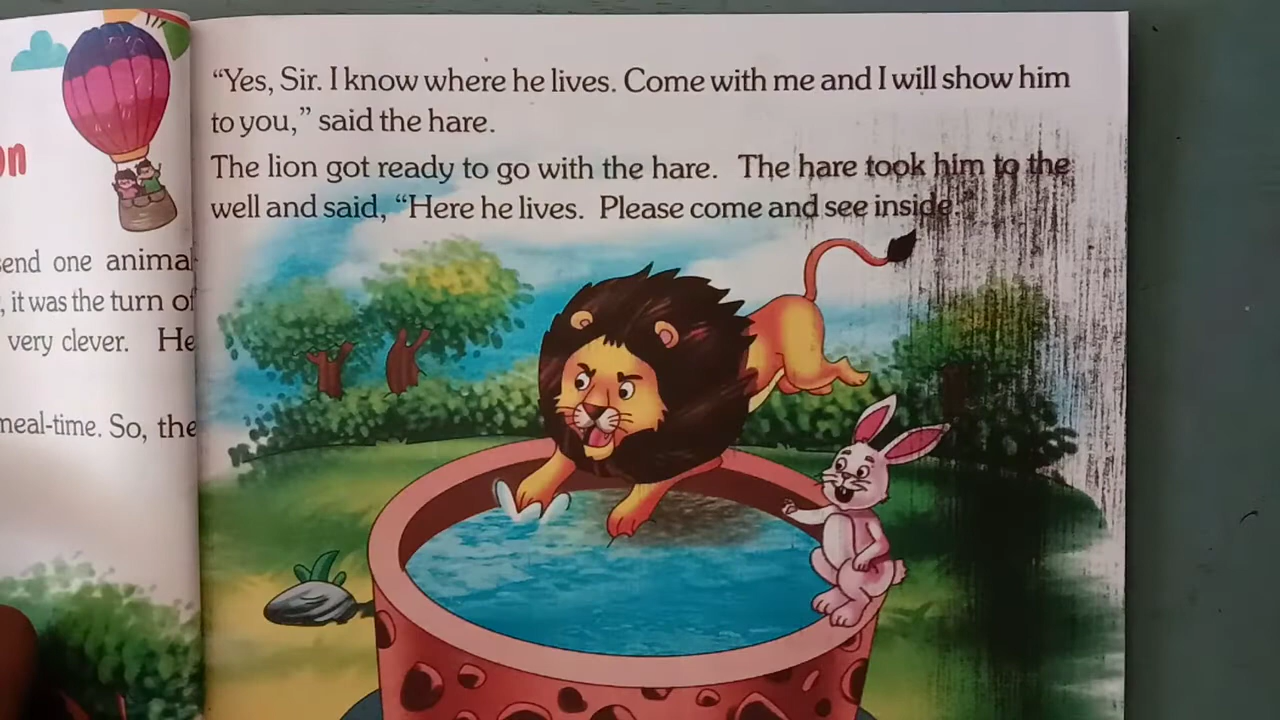 on
send one animal
, it was the turn of
very clever. He
meal-time. So, the
“Yes, Sir. I know where he lives. Come with me and I will show him
to you,” said the hare.
The lion got ready to go with the hare. The hare took him to the
well and said, “Here he lives. Please come and see inside.”